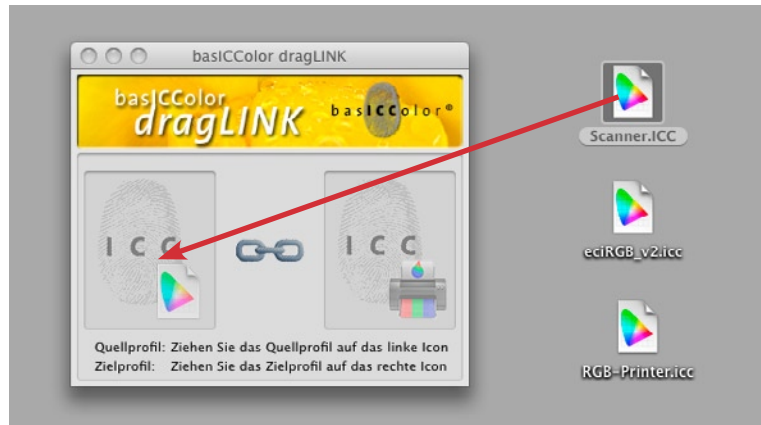 basICColor dragLINK
basICColor
dragLINK
basICColor®
ICC
ICC
Quellprofil: Ziehen Sie das Quellprofil auf das linke Icon
Zielprofil: Ziehen Sie das Zielprofil auf das rechte Icon
Scanner.ICC
eciRGB_v2.icc
RGB-Printer.icc